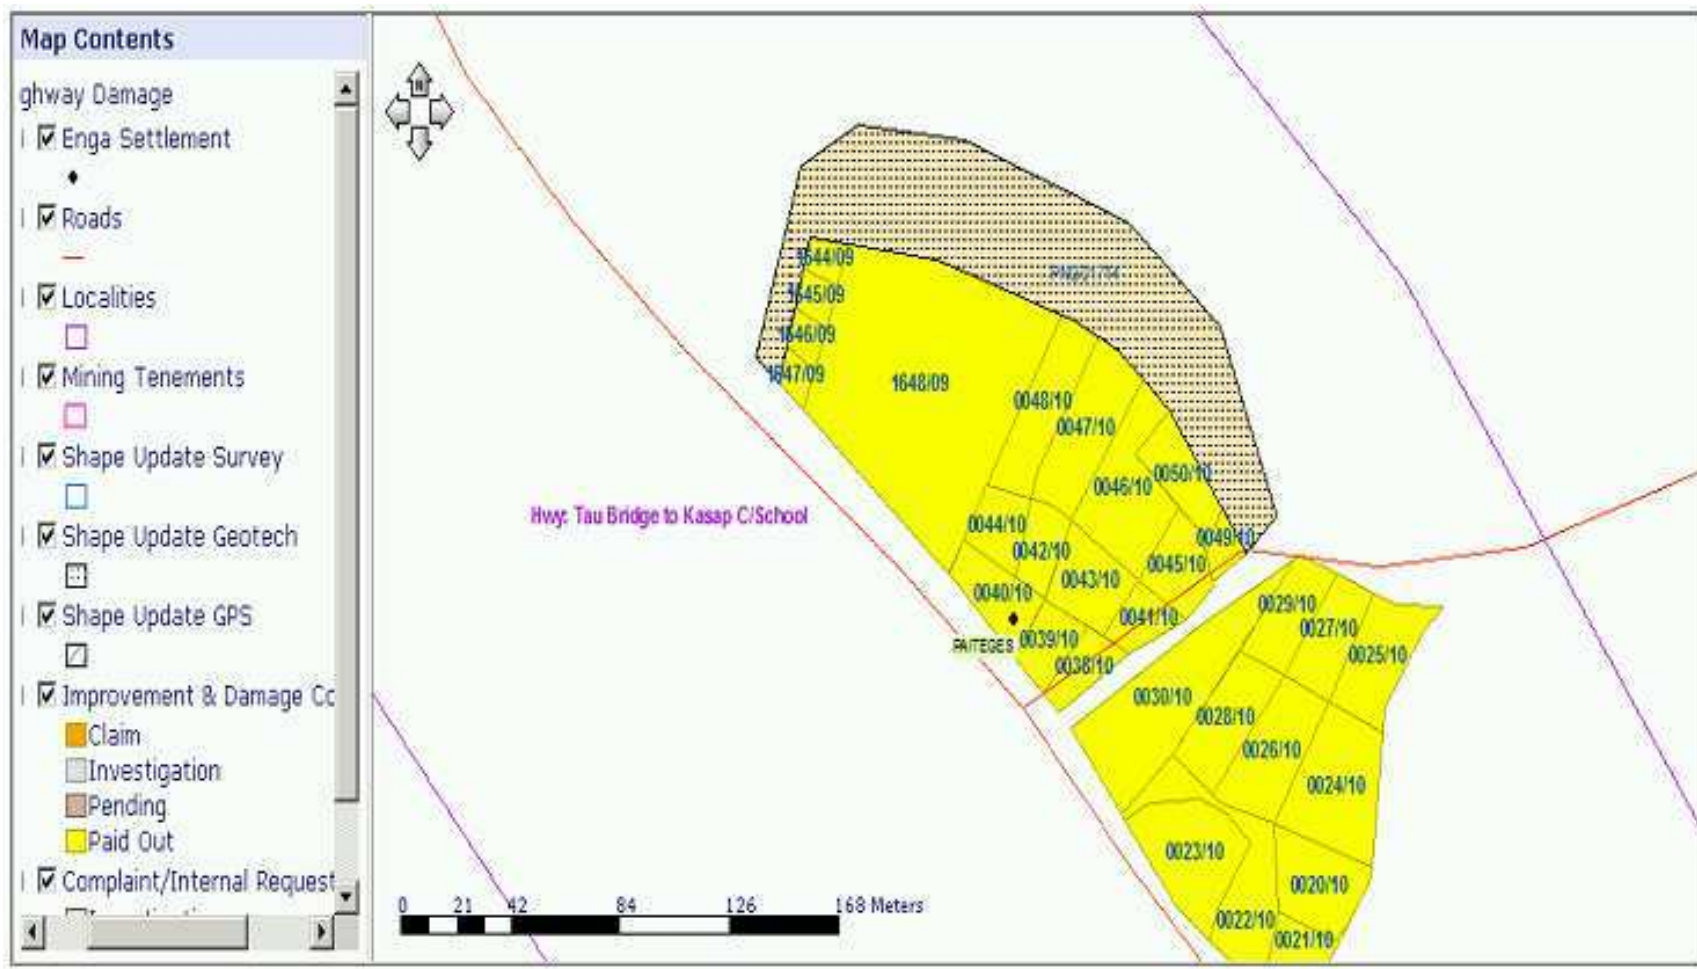 Map Contents
ghway Damage
Enga Settlement
Roads
Localities
Mining Tenements
Shape Update Survey
Shape Update Geotech
Shape Update GPS
Improvement & Damage Co
Claim
Investigation
Pending
Paid Out
Complaint/Internal Request
N
1644/09
1645/09
1646/09
1647/09
1648/09
0048/10
0047/10
0046/10
0050/10
0049/10
0044/10
0042/10
0043/10
0045/10
0040/10
0041/10
0039/10
0038/10
PAITEGES
Hwy: Tau Bridge to Kasap C/School
0029/10
0027/10
0025/10
0030/10
0028/10
0026/10
0024/10
0023/10
0020/10
0022/10
0021/10
0 21 42 84 126 168 Meters